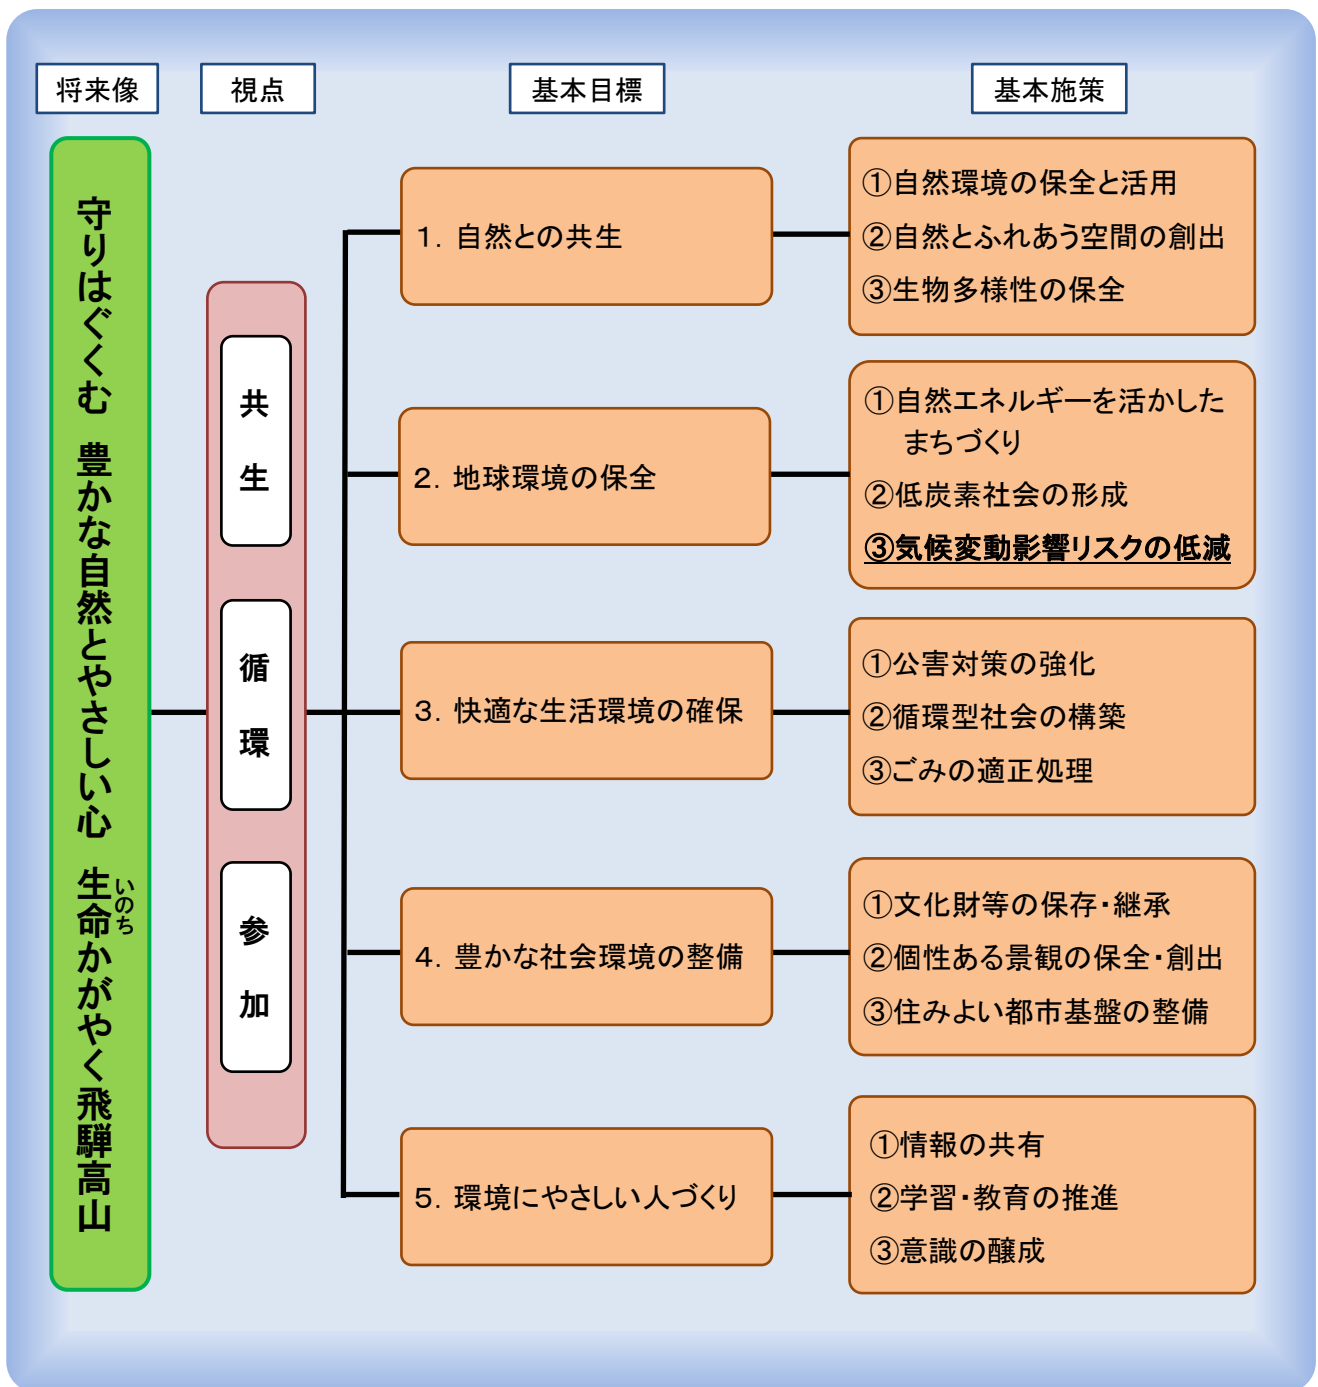 将来像
視点
基本目標
基本施策
守りはぐくむ 豊かな自然とやさしい心 生命かがやく飛騨高山
いのち
共生
循環
参加
1. 自然との共生
①自然環境の保全と活用
②自然とふれあう空間の創出
③生物多様性の保全
2. 地球環境の保全
①自然エネルギーを活かした
まちづくり
②低炭素社会の形成
③気候変動影響リスクの低減
3. 快適な生活環境の確保
①公害対策の強化
②循環型社会の構築
③ごみの適正処理
4. 豊かな社会環境の整備
①文化財等の保存・継承
②個性ある景観の保全・創出
③住みよい都市基盤の整備
5. 環境にやさしい人づくり
①情報の共有
②学習・教育の推進
③意識の醸成